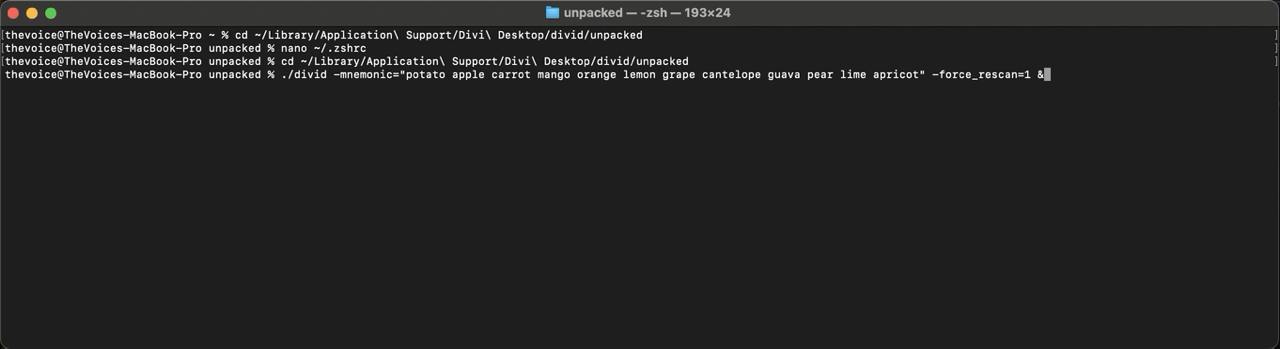 unpacked — -zsh — 193×24
[thevoice@TheVoices-MacBook-Pro ~ % cd ~/Library/Application\ Support/Divi\ Desktop/divid/unpacked ]
[thevoice@TheVoices-MacBook-Pro unpacked % nano ~/.zshrc ]
[thevoice@TheVoices-MacBook-Pro unpacked % cd ~/Library/Application\ Support/Divi\ Desktop/divid/unpacked ]
thevoice@TheVoices-MacBook-Pro unpacked % ./divid -mnemonic="potato apple carrot mango orange lemon grape cantelope guava pear lime apricot" -force_rescan=1 &